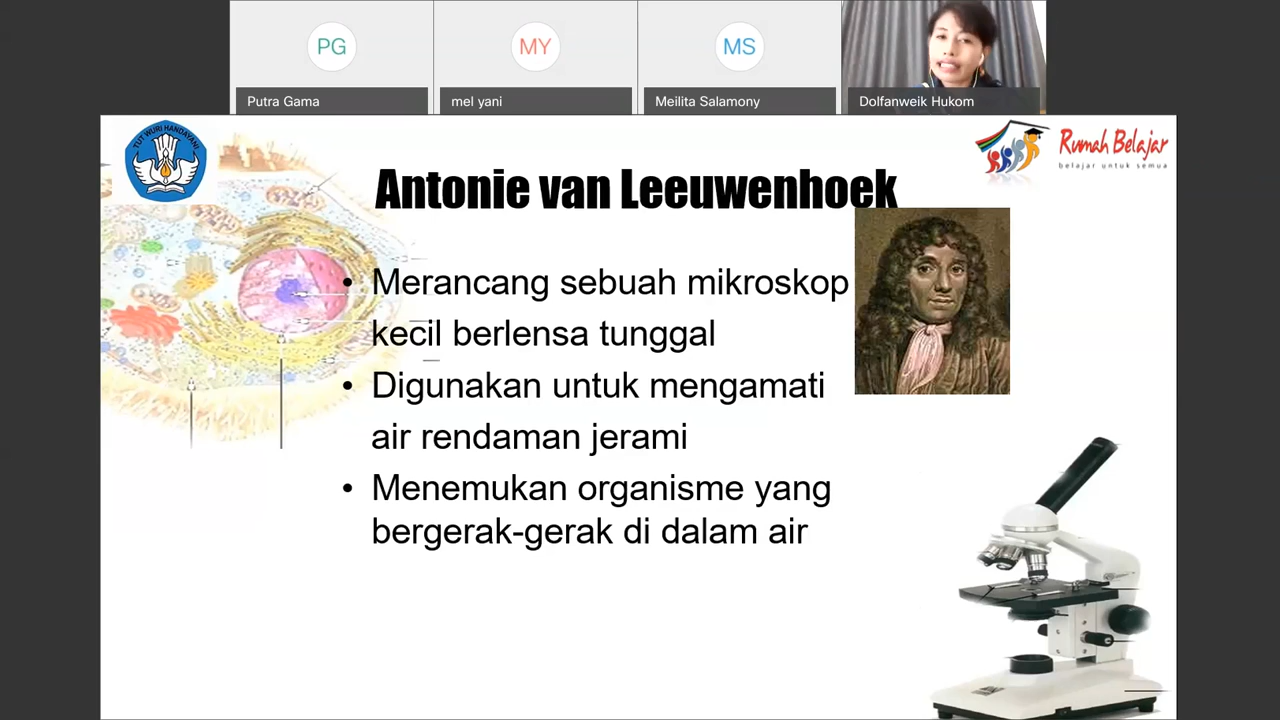 PG
MY
MS
Putra Gama
mel yani
Meilita Salamony
Dolfanweik Hukom
TUT WURI HANDAYANI
Rumah Belajar
belajar untuk semua
Antonie van Leeuwenhoek
• Merancang sebuah mikroskop
kecil berlensa tunggal
• Digunakan untuk mengamati
air rendaman jerami
• Menemukan organisme yang
bergerak-gerak di dalam air